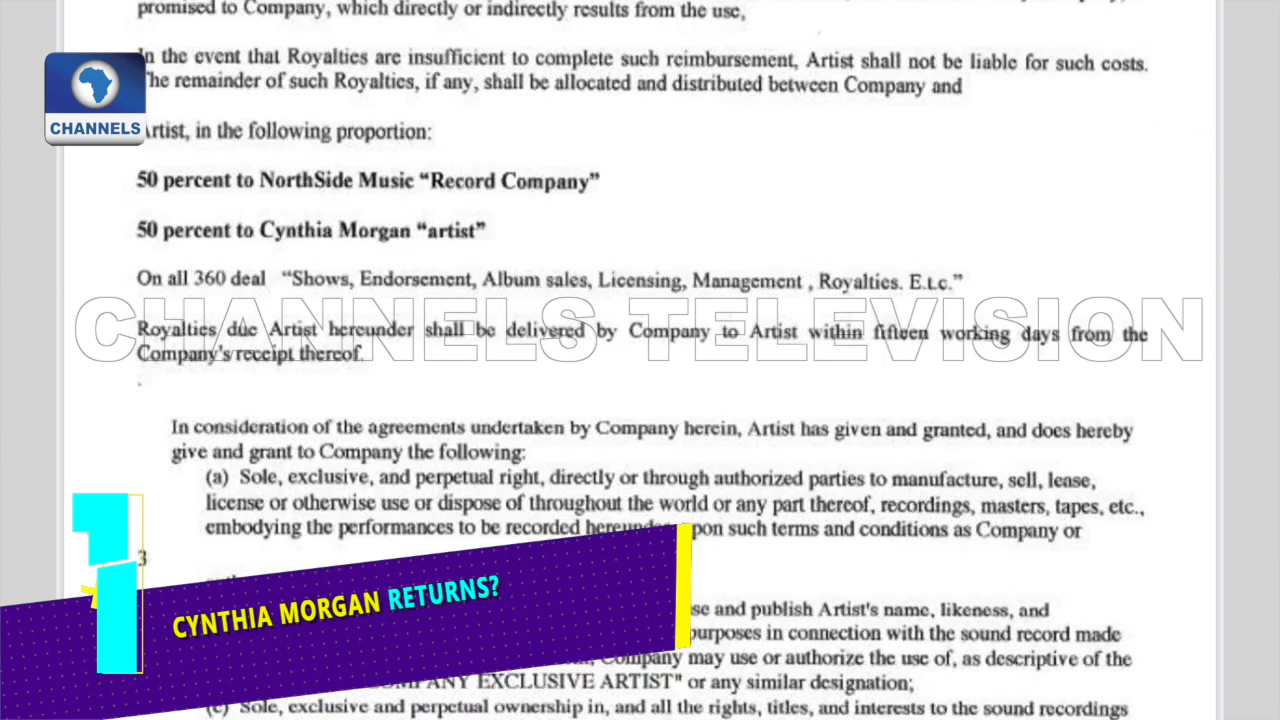 promised to Company, which directly or indirectly results from the use,
In the event that Royalties are insufficient to complete such reimbursement, Artist shall not be liable for such costs.
The remainder of such Royalties, if any, shall be allocated and distributed between Company and
CHANNELS
Artist, in the following proportion:
50 percent to NorthSide Music “Record Company”
50 percent to Cynthia Morgan “artist”
On all 360 deal “Shows, Endorsement, Album sales, Licensing, Management , Royalties. E.t.c.”
CHANNELS TELEVISION
Royalties due Artist hereunder shall be delivered by Company to Artist within fifteen working days from the
Company's receipt thereof.
.
In consideration of the agreements undertaken by Company herein, Artist has given and granted, and does hereby
give and grant to Company the following:
(a) Sole, exclusive, and perpetual right, directly or through authorized parties to manufacture, sell, lease,
license or otherwise use or dispose of throughout the world or any part thereof, recordings, masters, tapes, etc.,
embodying the performances to be recorded hereunder upon such terms and conditions as Company or
3
CYNTHIA MORGAN RETURNS?
and publish Artist's name, likeness, and
purposes in connection with the sound record made
Company may use or authorize the use of, as descriptive of the
EXCLUSIVE ARTIST" or any similar designation;
(c) Sole, exclusive and perpetual ownership in, and all the rights, titles, and interests to the sound recordings